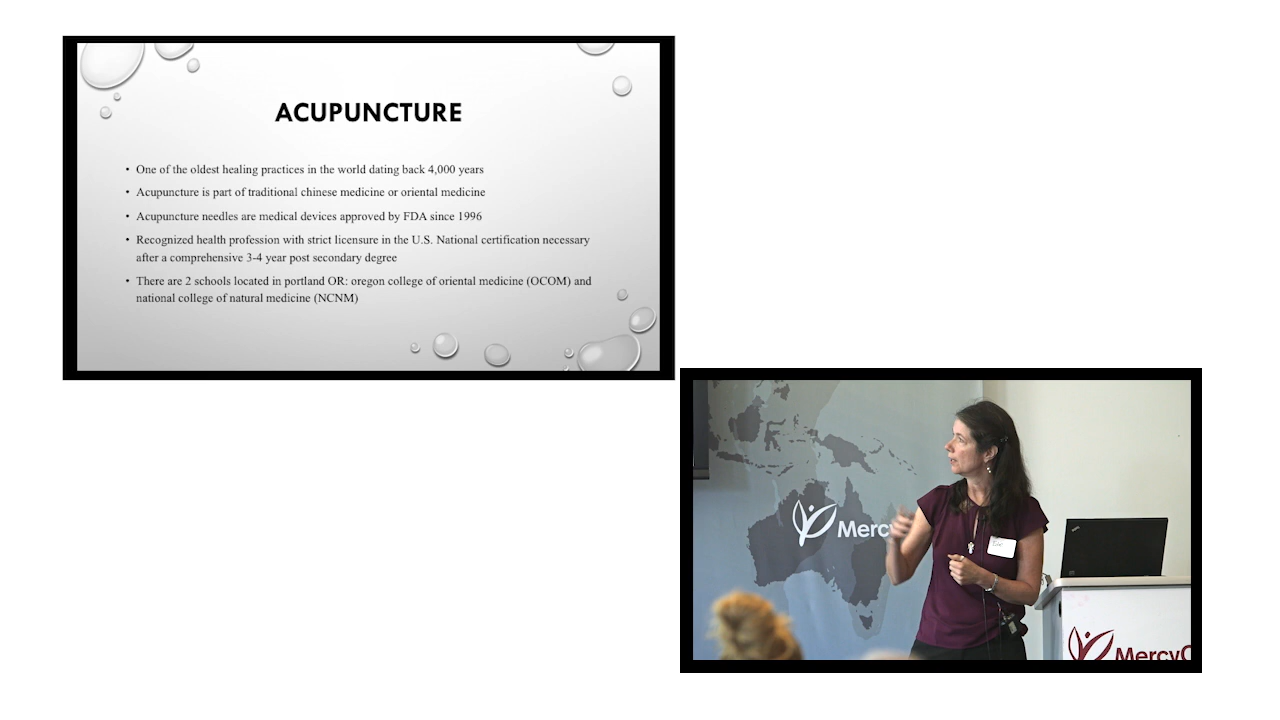 ACUPUNCTURE
• One of the oldest healing practices in the world dating back 4,000 years
• Acupuncture is part of traditional chinese medicine or oriental medicine
• Acupuncture needles are medical devices approved by FDA since 1996
• Recognized health profession with strict licensure in the U.S. National certification necessary
after a comprehensive 3-4 year post secondary degree
• There are 2 schools located in portland OR: oregon college of oriental medicine (OCOM) and
national college of natural medicine (NCNM)
Mercy
MercyC